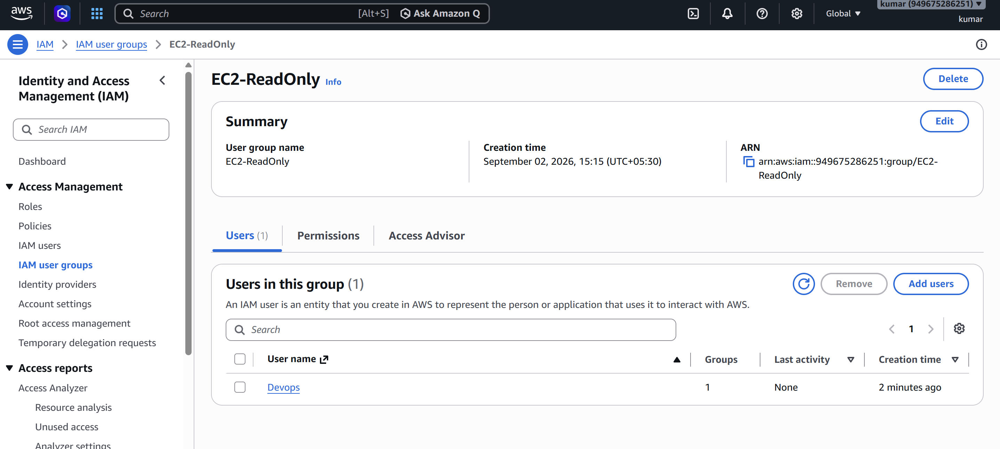 aws
Search [Alt+S] Ask Amazon Q
Global
kumar (949675286251)
kumar
IAM
IAM user groups
EC2-ReadOnly
Identity and Access
Management (IAM)
Search IAM
Dashboard
Access Management
Roles
Policies
IAM users
IAM user groups
Identity providers
Account settings
Root access management
Temporary delegation requests
Access reports
Access Analyzer
Resource analysis
Unused access
Analyzer settings
EC2-ReadOnly Info
Delete
Summary
Edit
User group name
EC2-ReadOnly
Creation time
September 02, 2026, 15:15 (UTC+05:30)
ARN
arn:aws:iam::949675286251:group/EC2-
ReadOnly
Users (1)
Permissions
Access Advisor
Users in this group (1)
Remove
Add users
An IAM user is an entity that you create in AWS to represent the person or application that uses it to interact with AWS.
Search
1
User name Groups Last activity Creation time
Devops 1 None 2 minutes ago